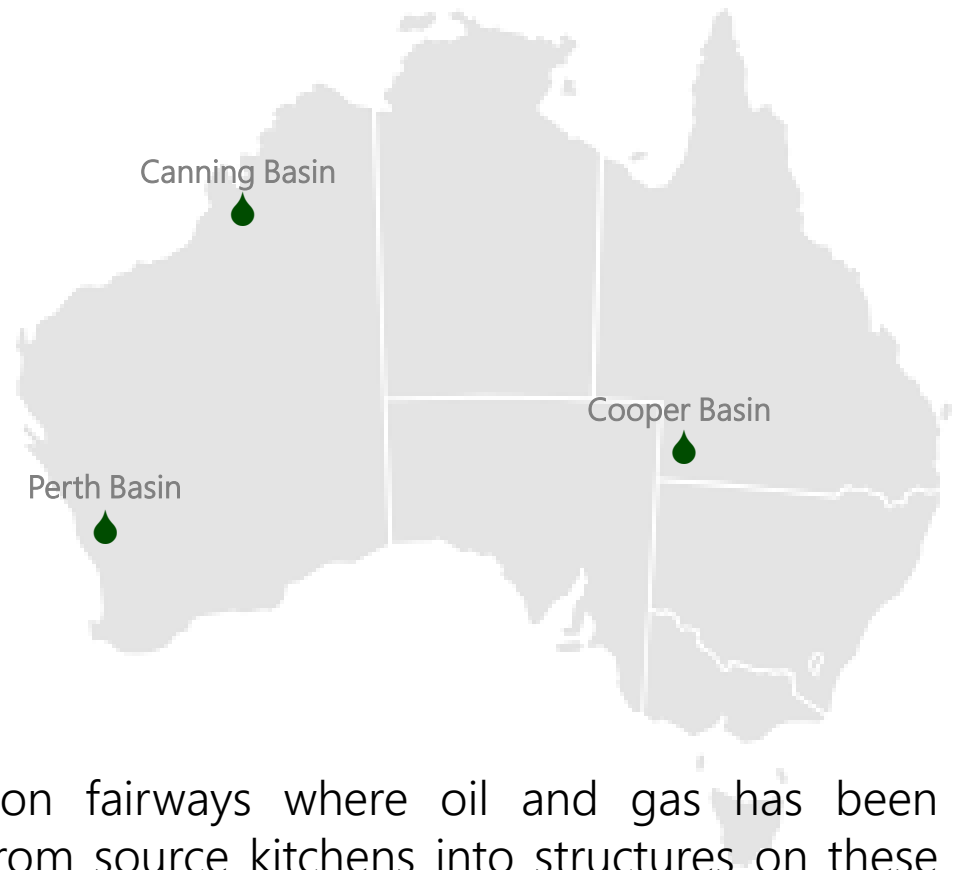 Canning Basin
Cooper Basin
Perth Basin
on fairways where oil and gas has been
from source kitchens into structures on these